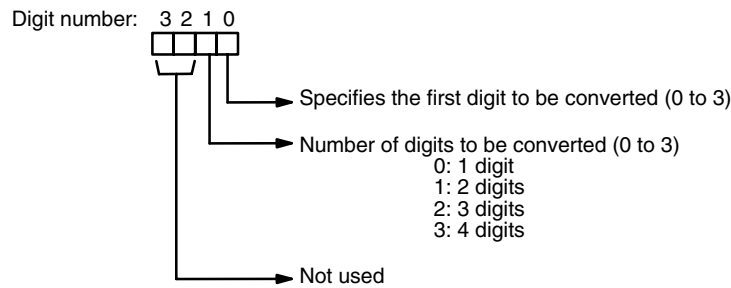 Digit number: 3 2 1 0
Specifies the first digit to be converted (0 to 3)
Number of digits to be converted (0 to 3)
0: 1 digit
1: 2 digits
2: 3 digits
3: 4 digits
Not used